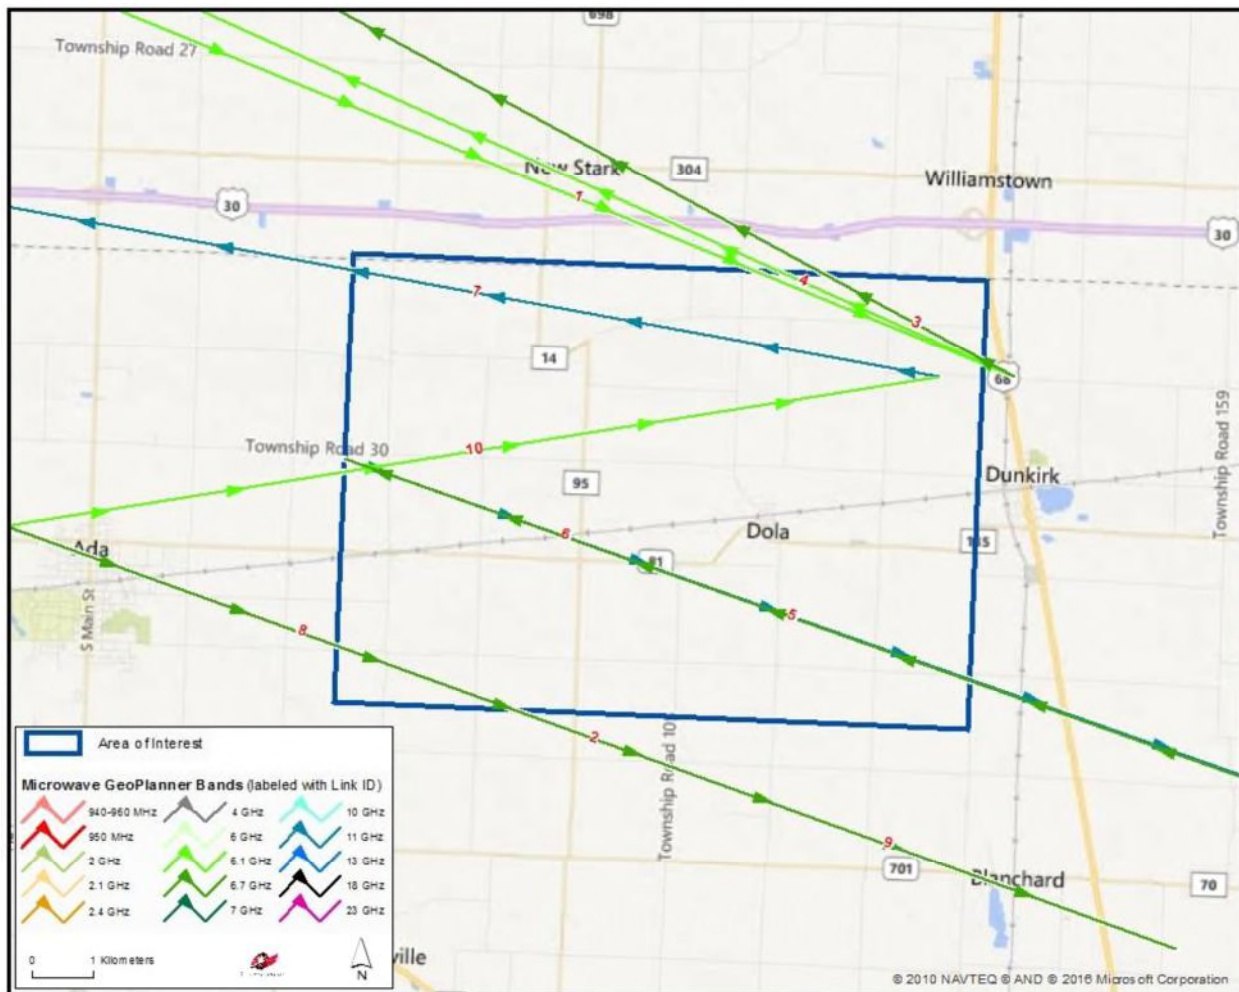 698
Township Road 27
New Stark
304
Williamstown
1
30
30
4
7
3
14
68
Township Road 159
Township Road 30
10
95
Dunkirk
Dola
6
Ada
81
S Main St
5
8
2
Township Road 10
9
701
Blanchard
70
ville
Area of Interest
Microwave GeoPlanner Bands (labeled with Link ID)
940-960 MHz
4 GHz
10 GHz
950 MHz
6 GHz
11 GHz
2 GHz
6.1 GHz
13 GHz
2.1 GHz
6.7 GHz
18 GHz
2.4 GHz
7 GHz
23 GHz
0 1 Kilometers
N
© 2010 NAVTEQ © AND © 2016 Microsoft Corporation